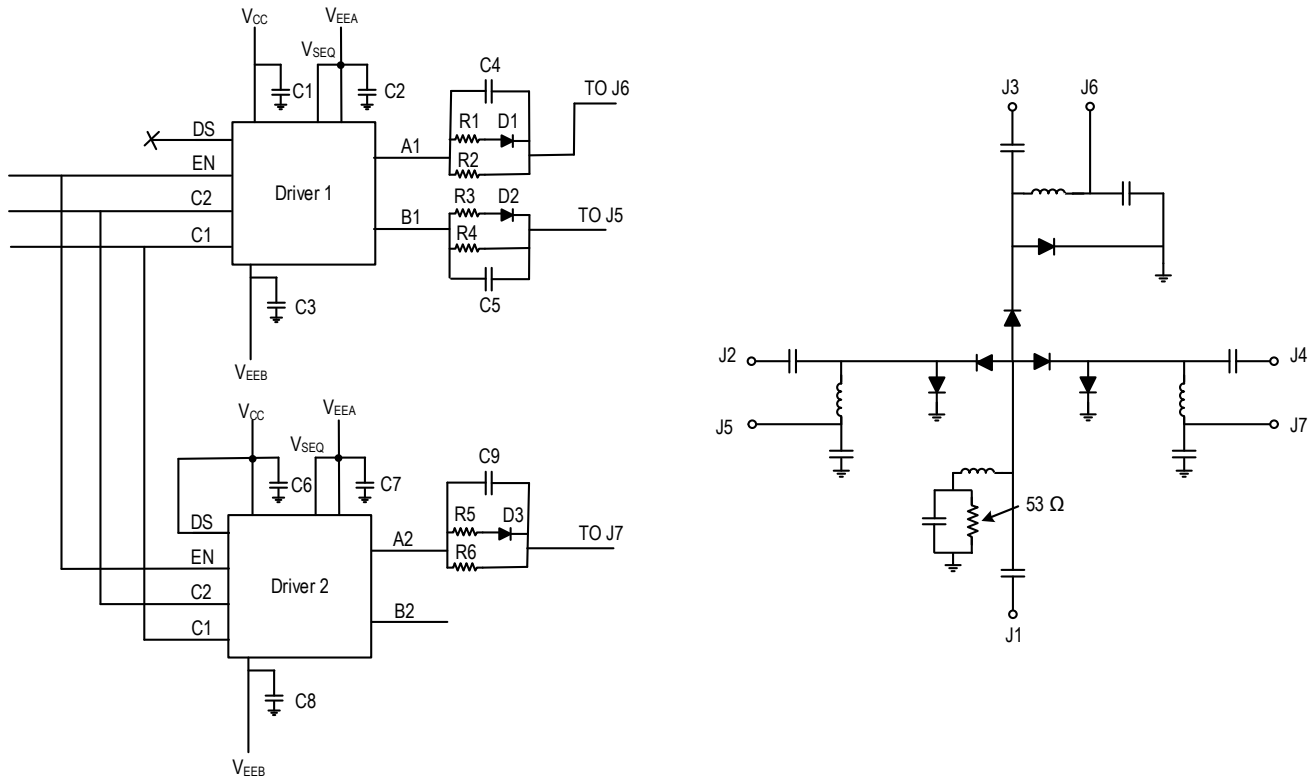 VCC
VEEA
VSEQ
C1
C2
C4
TO J6
DS
R1
D1
EN
A1
R2
C2
Driver 1
R3
D2
B1
TO J5
C1
R4
C3
C5
VEEB
VCC
VEEA
VSEQ
C6
C7
C9
DS
R5
D3
A2
TO J7
EN
R6
C2
Driver 2
B2
C1
C8
VEEB
J3
J6
J2
J4
J5
J7
53 Ω
J1